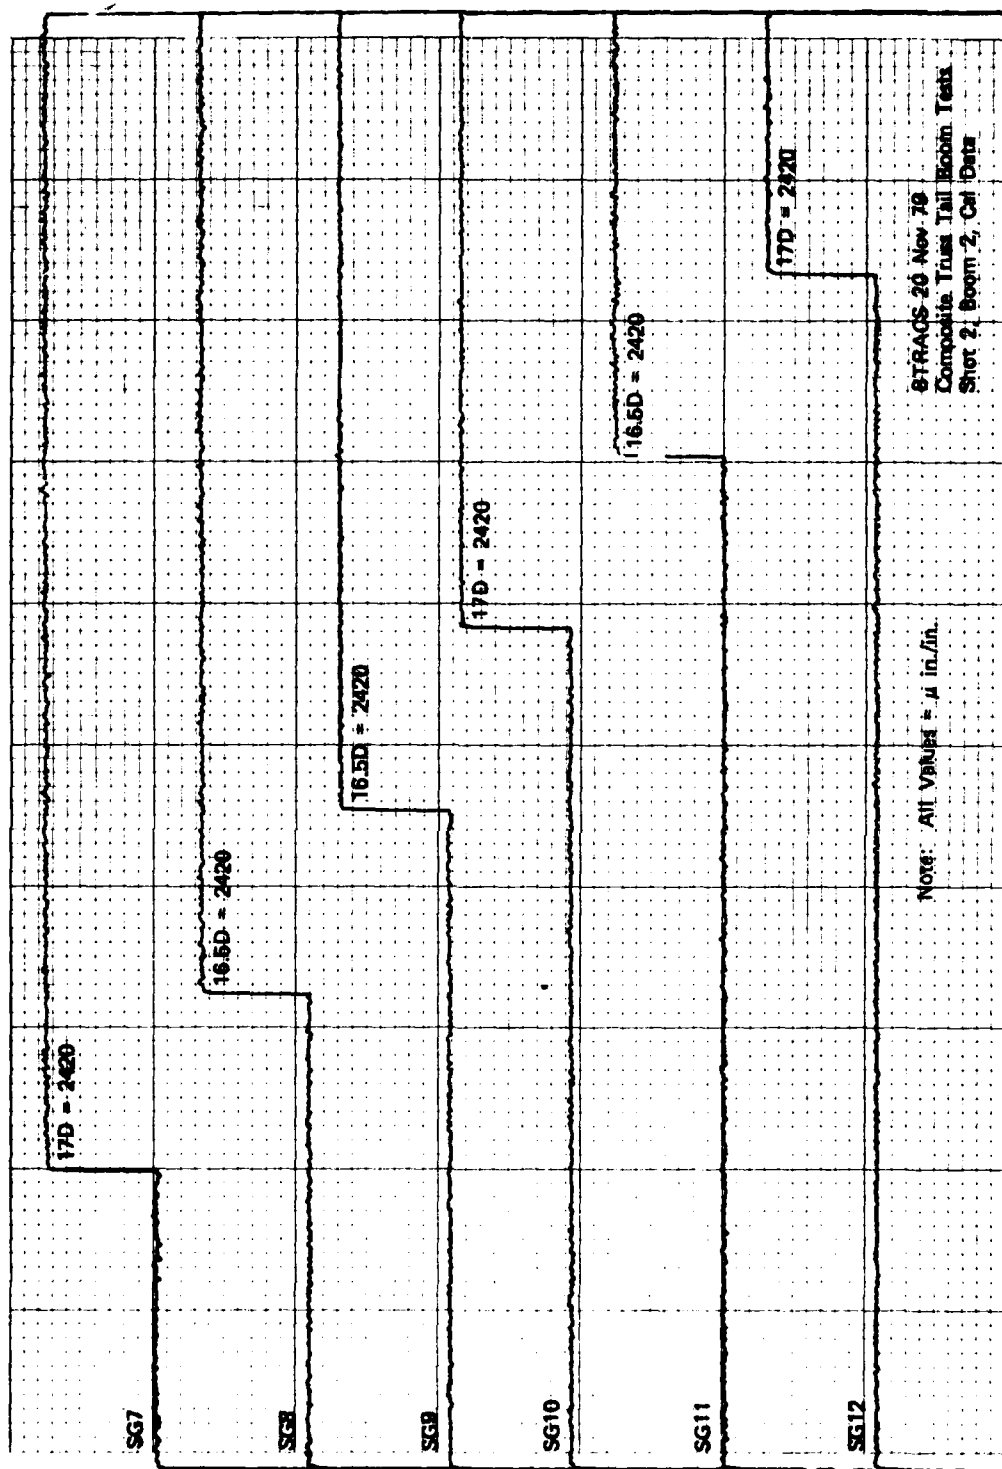 SG7
17D = 2420
SG8
16.5D = 2420
SG9
16.5D = 2420
SG10
17D = 2420
SG11
16.5D = 2420
SG12
17D = 2420
Note: All Values = μ in./in.
STRAGS 20 Nov 79
Composite Truss Tail Boom Tests
Shot 2, Boom 2, Cal Data